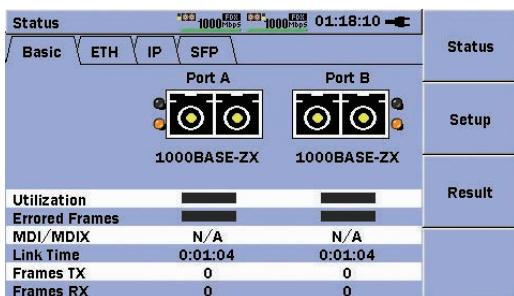 Status 1000 Mbps FDX 1000 Mbps FDX 01:18:10
Basic ETH IP SFP
Port A Port B
1000BASE-ZX 1000BASE-ZX
Utilization
Errored Frames
MDI/MDIX N/A N/A
Link Time 0:01:04 0:01:04
Frames TX 0 0
Frames RX 0 0
Status
Setup
Result